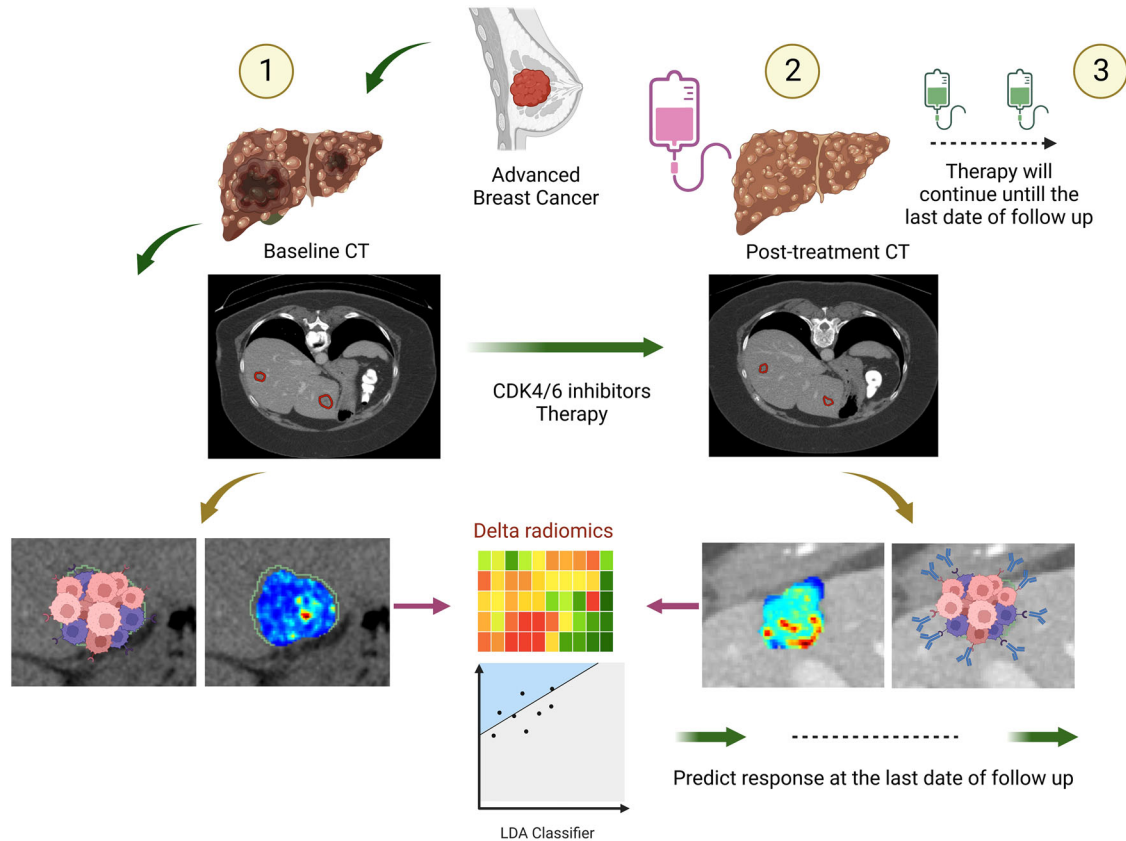 1
2
3
Advanced
Breast Cancer
Therapy will
continue untill the
last date of follow up
Baseline CT
Post-treatment CT
CDK4/6 inhibitors
Therapy
Delta radiomics
Predict response at the last date of follow up
LDA Classifier